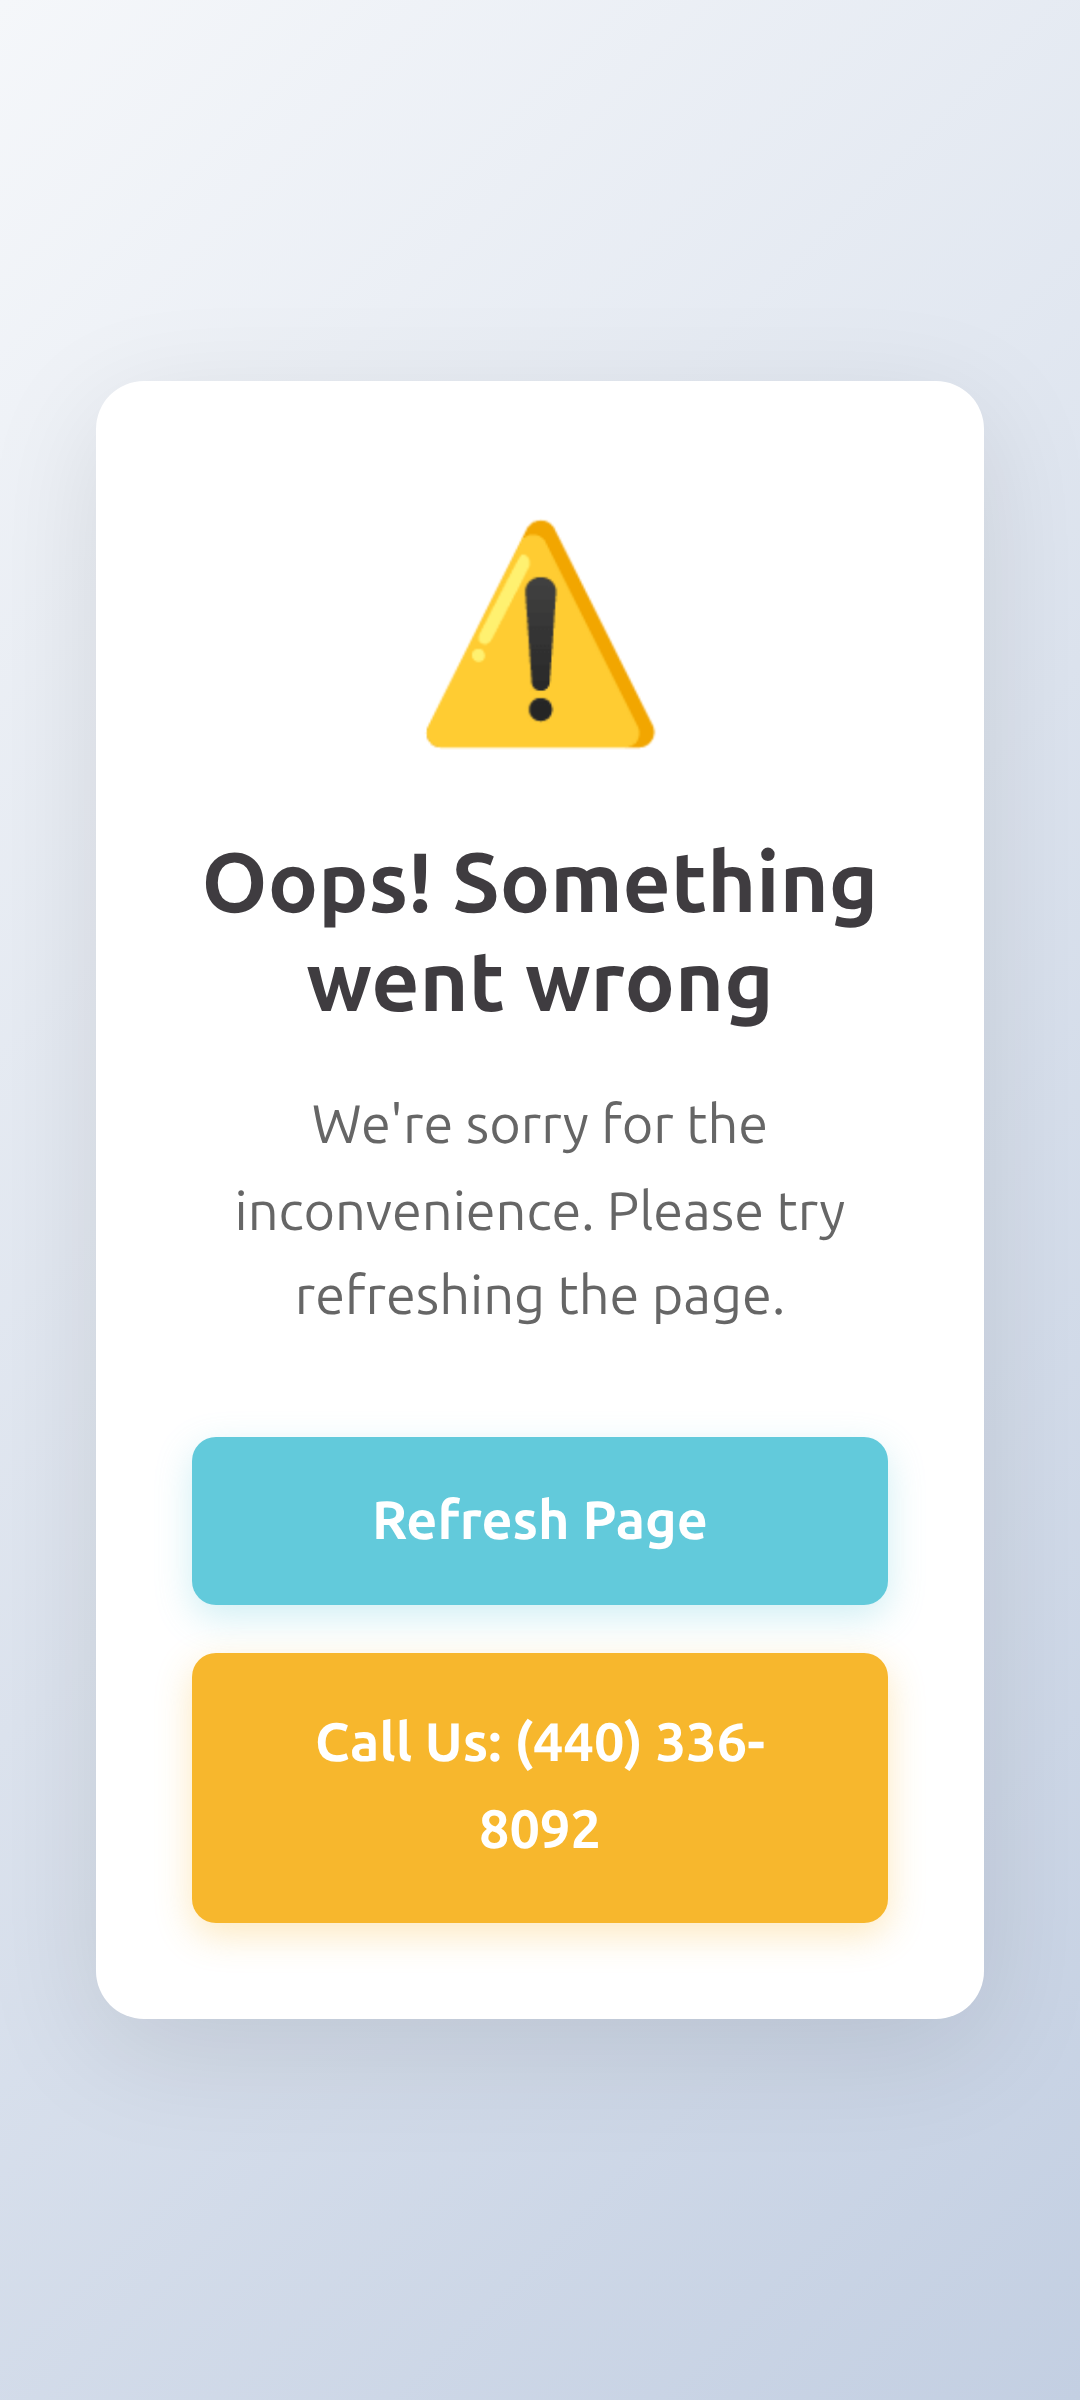 Oops! Something
went wrong
We're sorry for the
inconvenience. Please try
refreshing the page.
Refresh Page
Call Us: (440) 336-
8092